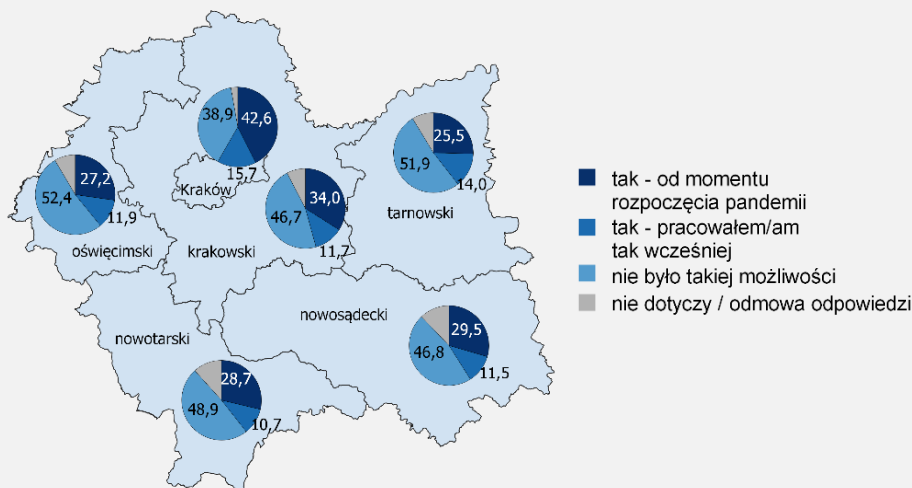 38,9
42,6
15,7
Kraków
25,5
51,9
14,0
tarnowski
27,2
52,4
11,9
oświęcimski
34,0
46,7
11,7
krakowski
nowosądecki
29,5
46,8
11,5
nowotarski
28,7
48,9
10,7
tak - od momentu
rozpoczęcia pandemii
tak - pracowałem/am
tak wcześniej
nie było takiej możliwości
nie dotyczy / odmowa odpowiedzi